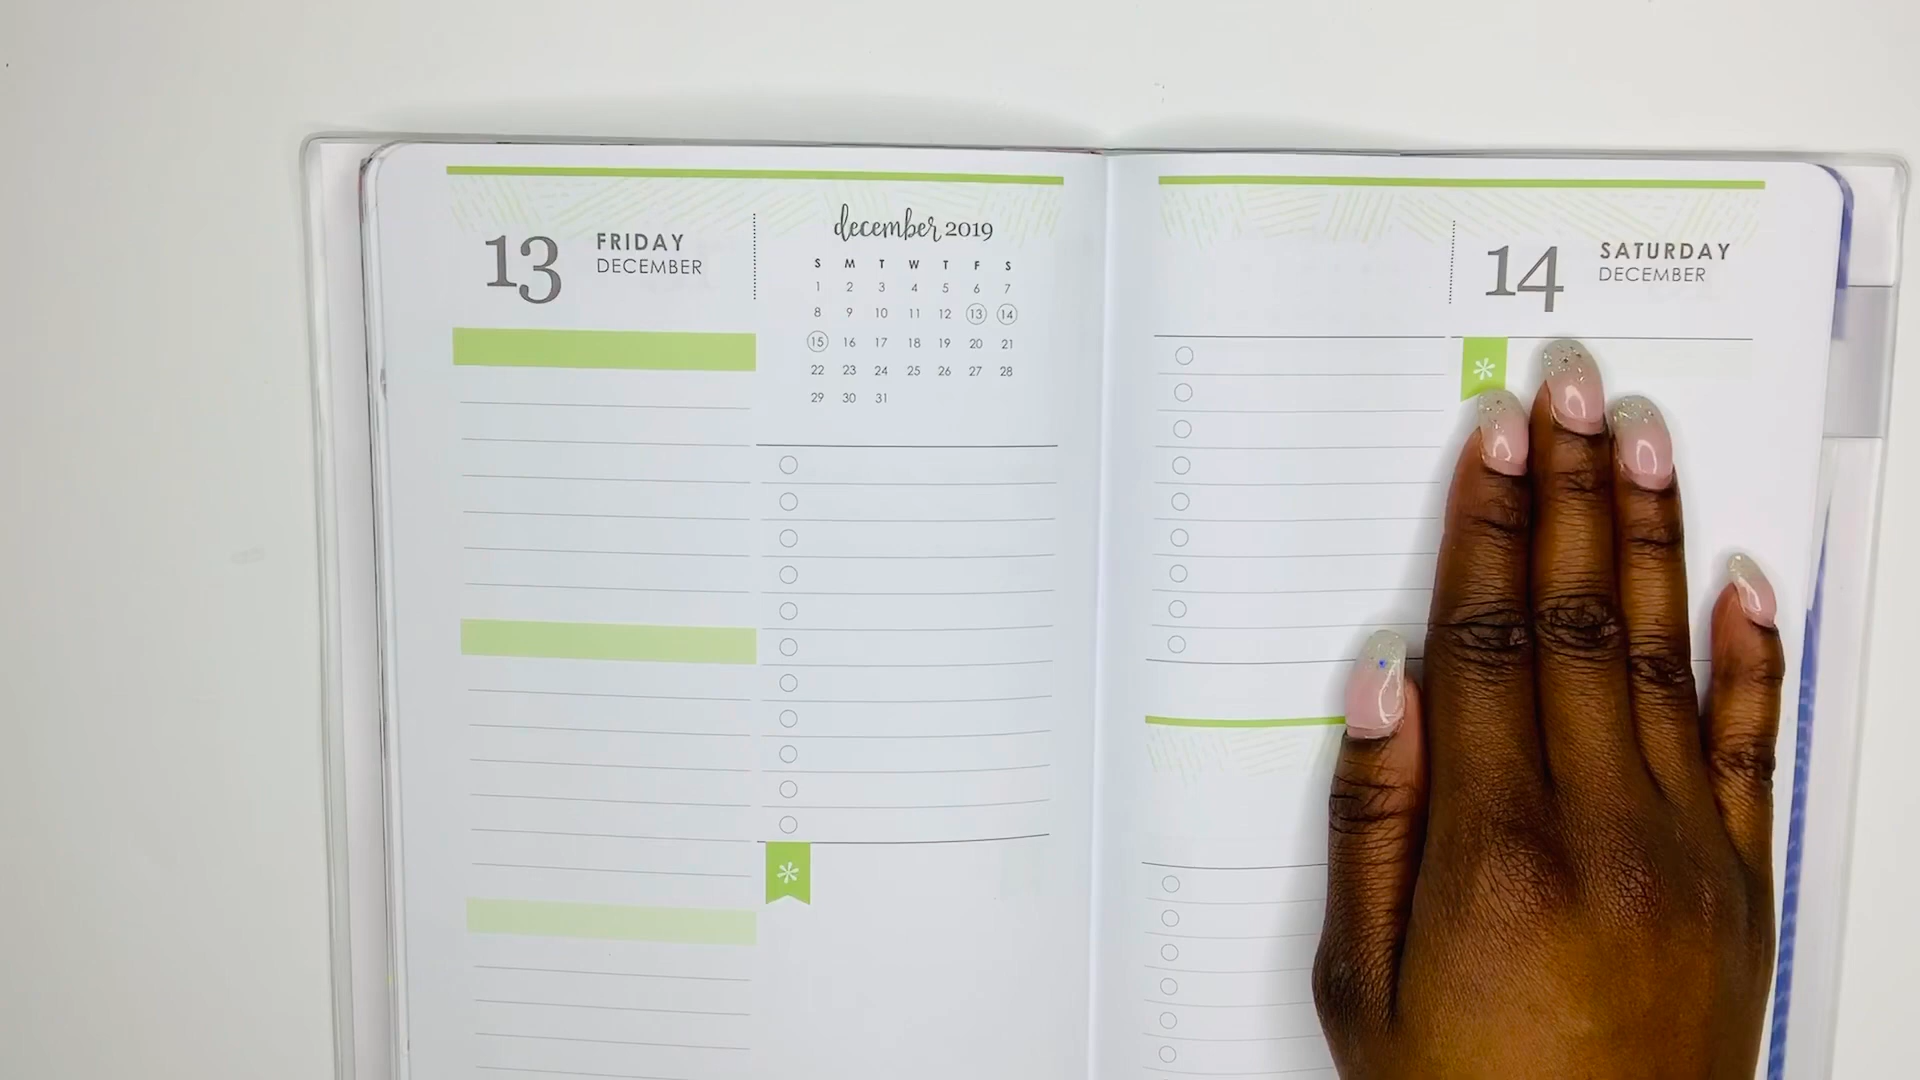 13 FRIDAY
DECEMBER
december 2019
S M T W T F S
1 2 3 4 5 6 7
8 9 10 11 12 13 14
15 16 17 18 19 20 21
22 23 24 25 26 27 28
29 30 31
*
14 SATURDAY
DECEMBER
*